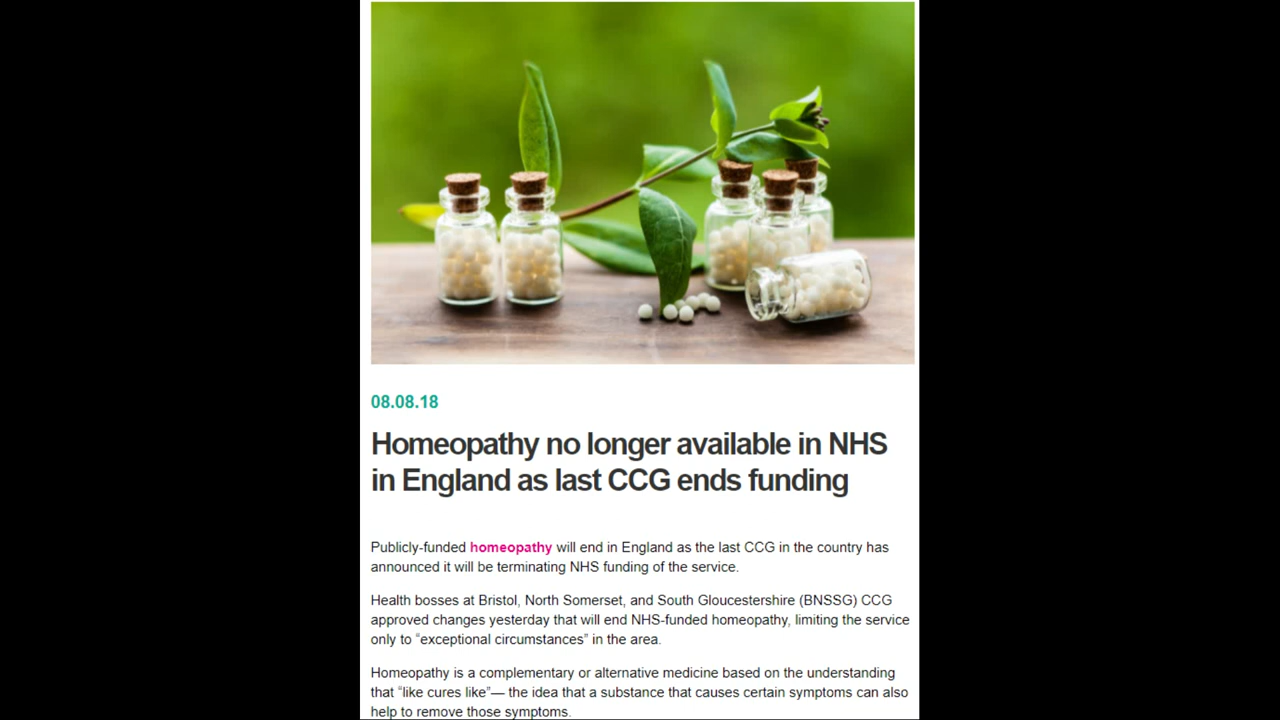 08.08.18
Homeopathy no longer available in NHS
in England as last CCG ends funding
Publicly-funded homeopathy will end in England as the last CCG in the country has
announced it will be terminating NHS funding of the service.
Health bosses at Bristol, North Somerset, and South Gloucestershire (BNSSG) CCG
approved changes yesterday that will end NHS-funded homeopathy, limiting the service
only to “exceptional circumstances” in the area.
Homeopathy is a complementary or alternative medicine based on the understanding
that “like cures like”— the idea that a substance that causes certain symptoms can also
help to remove those symptoms.